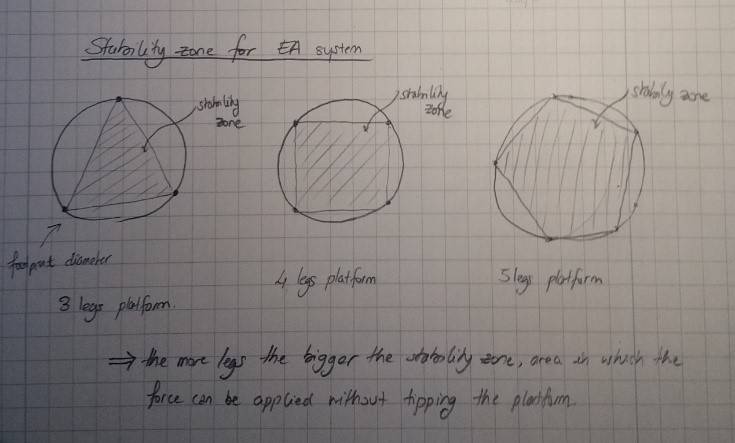 Stability zone for EA system
stability
zone
stability
zone
stabily zone
footprint diameter
3 legs platform.
4 legs platform
5 legs platform
⇒ the more legs the bigger the stability zone, area in which the
force can be applied without tipping the platform